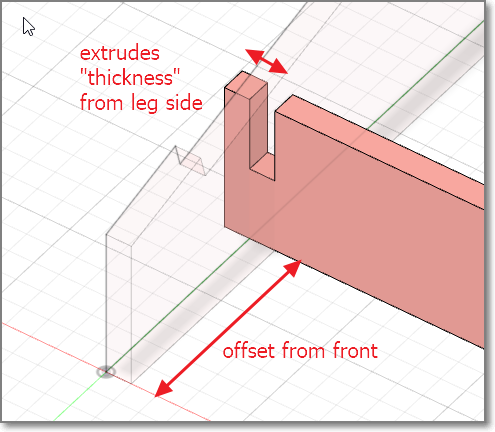 extrudes
"thickness"
from leg side
offset from front